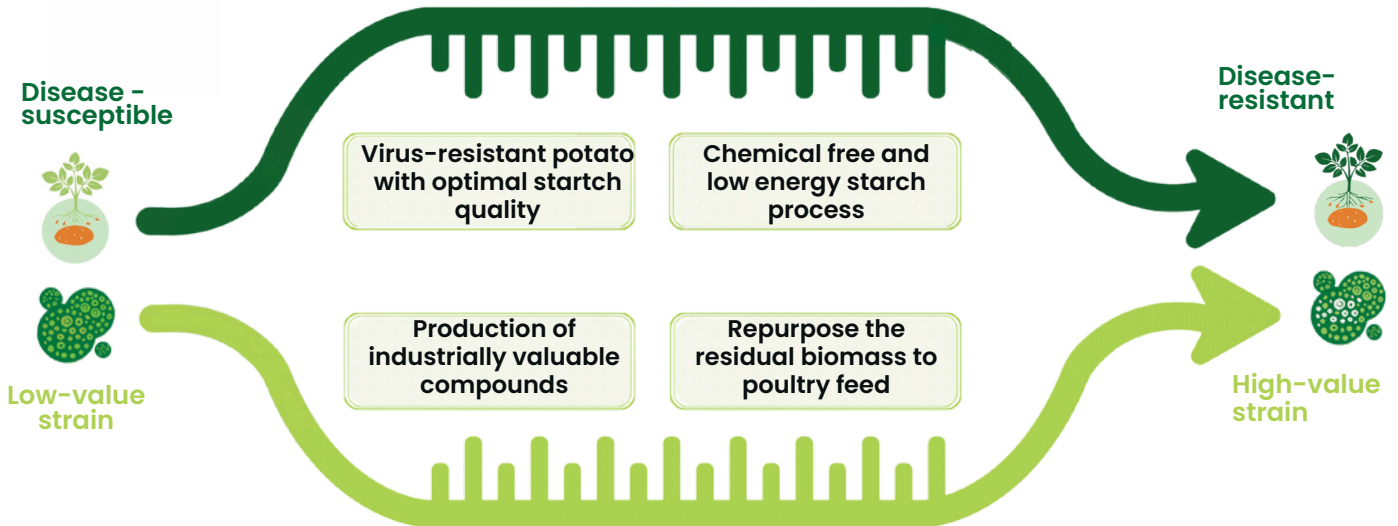 Disease -
susceptible
Disease-
resistant
Virus-resistant potato
with optimal startch
quality
Chemical free and
low energy starch
process
Production of
industrially valuable
compounds
Repurpose the
residual biomass to
poultry feed
Low-value
strain
High-value
strain